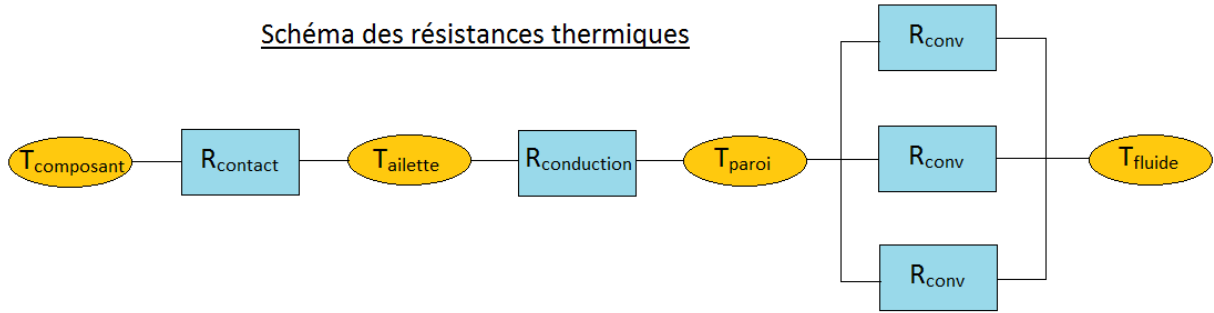 Schéma des résistances thermiques
Rconv
Tcomposant Rcontact Tailette Rconduction Tparoi Rconv Tfluide
Rconv